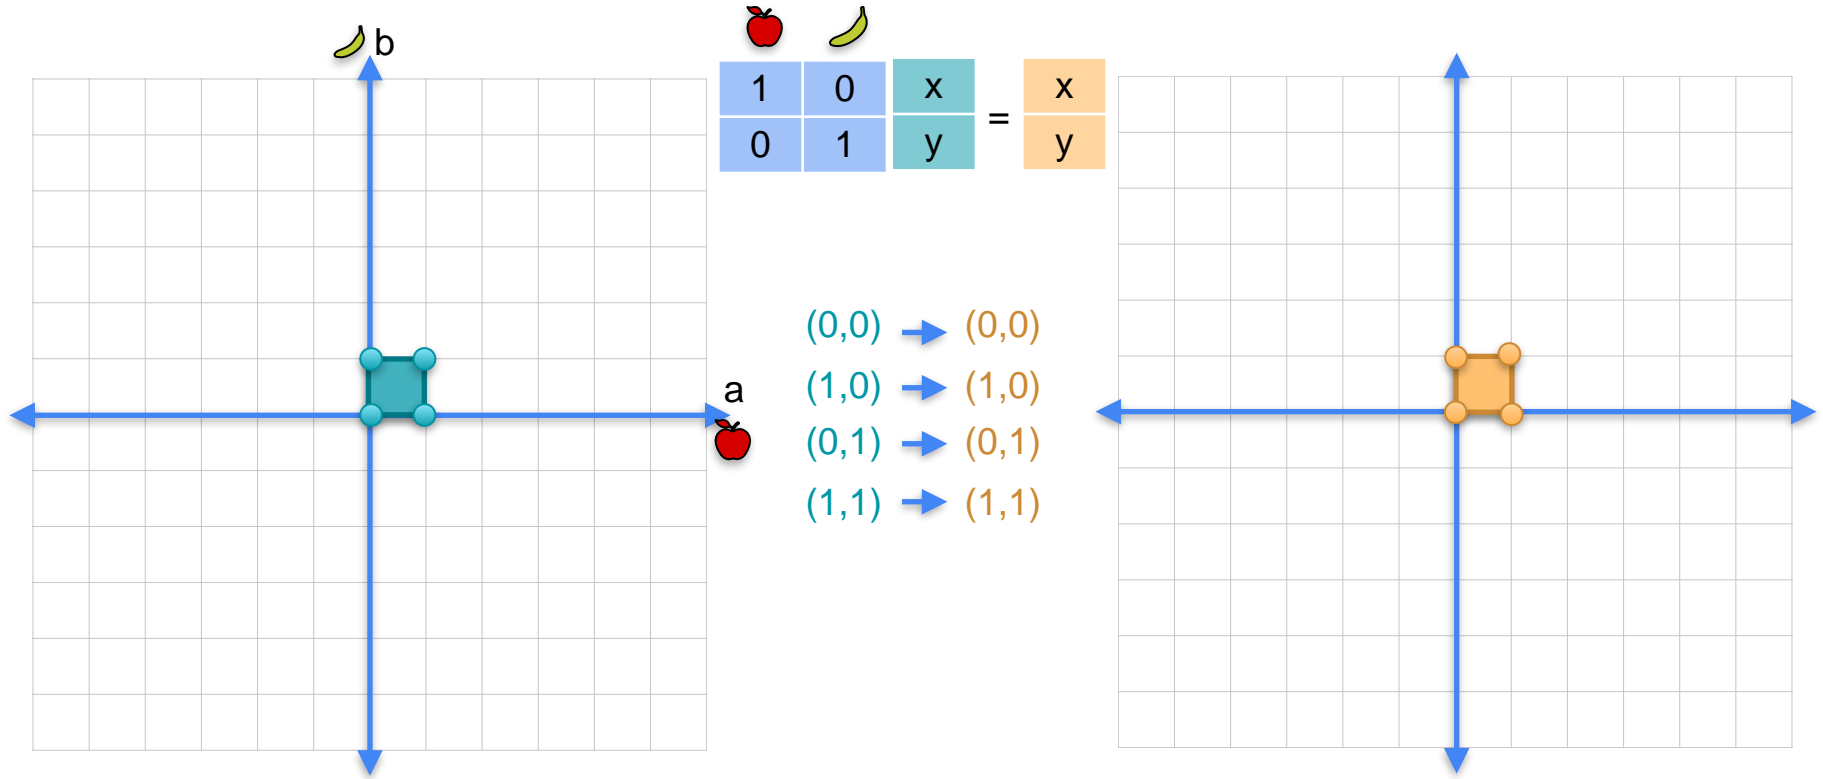 b
1 0 x = x
0 1 y y
(0,0) (0,0)
(1,0) (1,0)
a
(0,1) (0,1)
(1,1) (1,1)